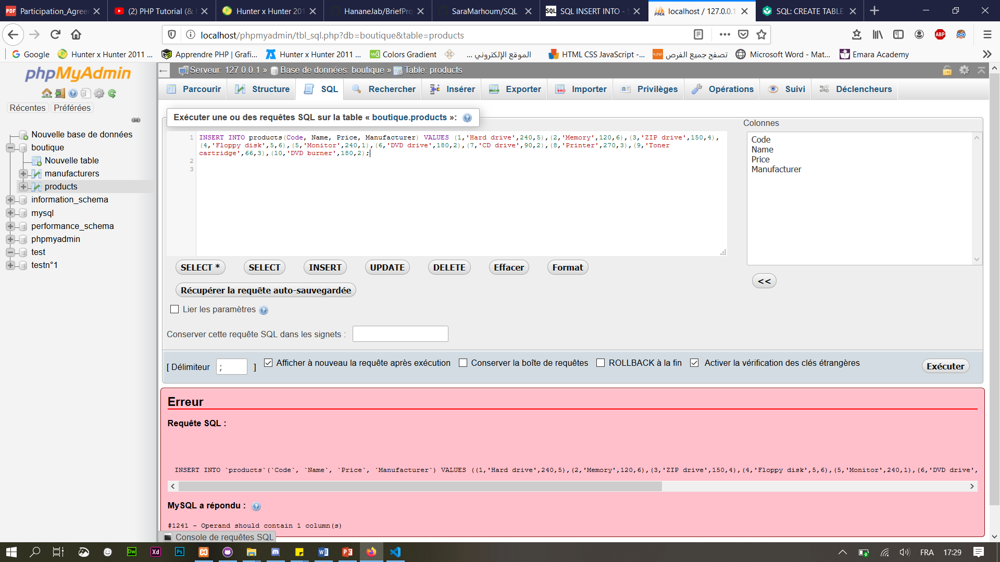 Participation_Agreem
(2) PHP Tutorial (&
Hunter x Hunter 201
HananeJab/BriefPro
SaraMarhoum/SQL
SQL INSERT INTO - S
localhost / 127.0.0.1
SQL: CREATE TABLE
localhost/phpmyadmin/tbl_sql.php?db=boutique&table=products
Google
Hunter x Hunter 2011 ...
Apprendre PHP | Grafi...
Hunter x Hunter 2011 ...
Colors Gradient
الموقع الإلكتروني ...
HTML CSS JavaScript -...
تصفح جميع الفرص
Microsoft Word - Mat...
Emara Academy
phpMyAdmin
Récentes
Préférées
Nouvelle base de données
boutique
Nouvelle table
manufacturers
products
information_schema
mysql
performance_schema
phpmyadmin
test
testn°1
Serveur: 127.0.0.1 » Base de données: boutique » Table: products
Parcourir
Structure
SQL
Rechercher
Insérer
Exporter
Importer
Privilèges
Opérations
Suivi
Déclencheurs
Exécuter une ou des requêtes SQL sur la table « boutique.products »:
1 INSERT INTO products(Code, Name, Price, Manufacturer) VALUES (1,'Hard drive',240,5),(2,'Memory',120,6),(3,'ZIP drive',150,4),
(4,'Floppy disk',5,6),(5,'Monitor',240,1),(6,'DVD drive',180,2),(7,'CD drive',90,2),(8,'Printer',270,3),(9,'Toner
cartridge',66,3),(10,'DVD burner',180,2);
2
3
Colonnes
Code
Name
Price
Manufacturer
<<
SELECT *
SELECT
INSERT
UPDATE
DELETE
Effacer
Format
Récupérer la requête auto-sauvegardée
Lier les paramètres
Conserver cette requête SQL dans les signets :
[ Délimiteur ; ]
Afficher à nouveau la requête après exécution
Conserver la boîte de requêtes
ROLLBACK à la fin
Activer la vérification des clés étrangères
Exécuter
Erreur
Requête SQL :
INSERT INTO `products`(`Code`, `Name`, `Price`, `Manufacturer`) VALUES ((1,'Hard drive',240,5),(2,'Memory',120,6),(3,'ZIP drive',150,4),(4,'Floppy disk',5,6),(5,'Monitor',240,1),(6,'DVD drive',
MySQL a répondu :
#1241 - Operand should contain 1 column(s)
Console de requêtes SQL
FRA
17:29